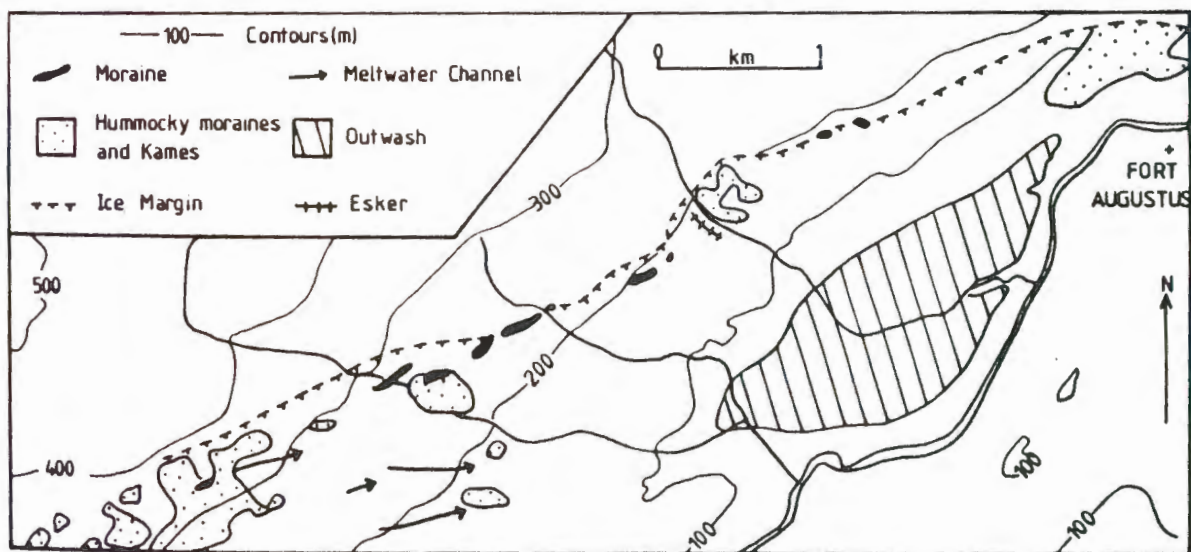 100 Contours(m)
Moraine
Meltwater Channel
Hummocky moraines
and Kames
Outwash
Ice Margin
Esker
0 km 1
FORT
AUGUSTUS
N
300
500
200
400
100
100
100